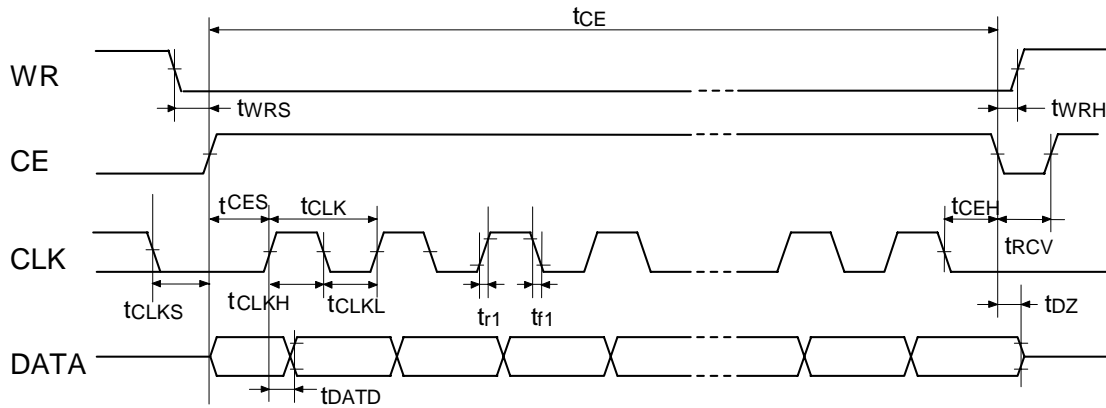 tCE
WR
tWRS
tWRH
CE
tCES
tCLK
tCEH
CLK
tRCV
tCLKS
tCLKH
tCLKL
tr1
tf1
tDZ
DATA
tDATD